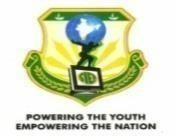 POWERING THE YOUTH
EMPOWERING THE NATION